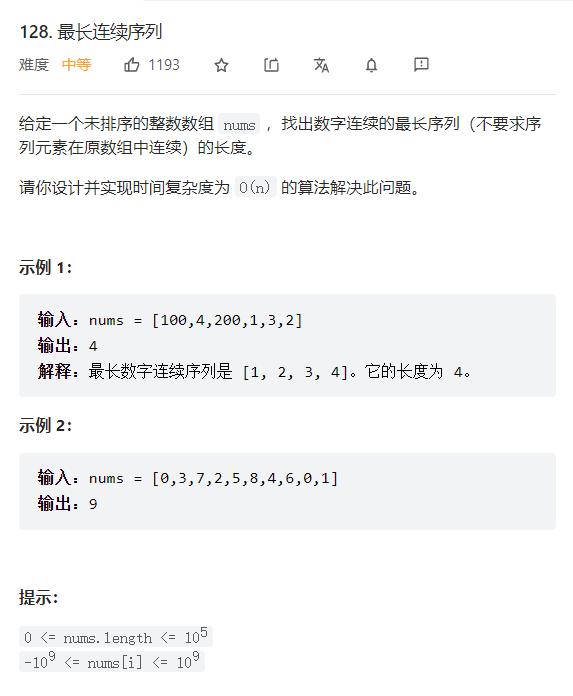 128. 最长连续序列
难度 中等 1193
给定一个未排序的整数数组 nums ，找出数字连续的最长序列（不要求序
列元素在原数组中连续）的长度。
请你设计并实现时间复杂度为 O(n) 的算法解决此问题。
示例 1：
输入：nums = [100,4,200,1,3,2]
输出：4
解释：最长数字连续序列是 [1, 2, 3, 4]。它的长度为 4。
示例 2：
输入：nums = [0,3,7,2,5,8,4,6,0,1]
输出：9
提示：
0 <= nums.length <= 10⁵
-10⁹ <= nums[i] <= 10⁹